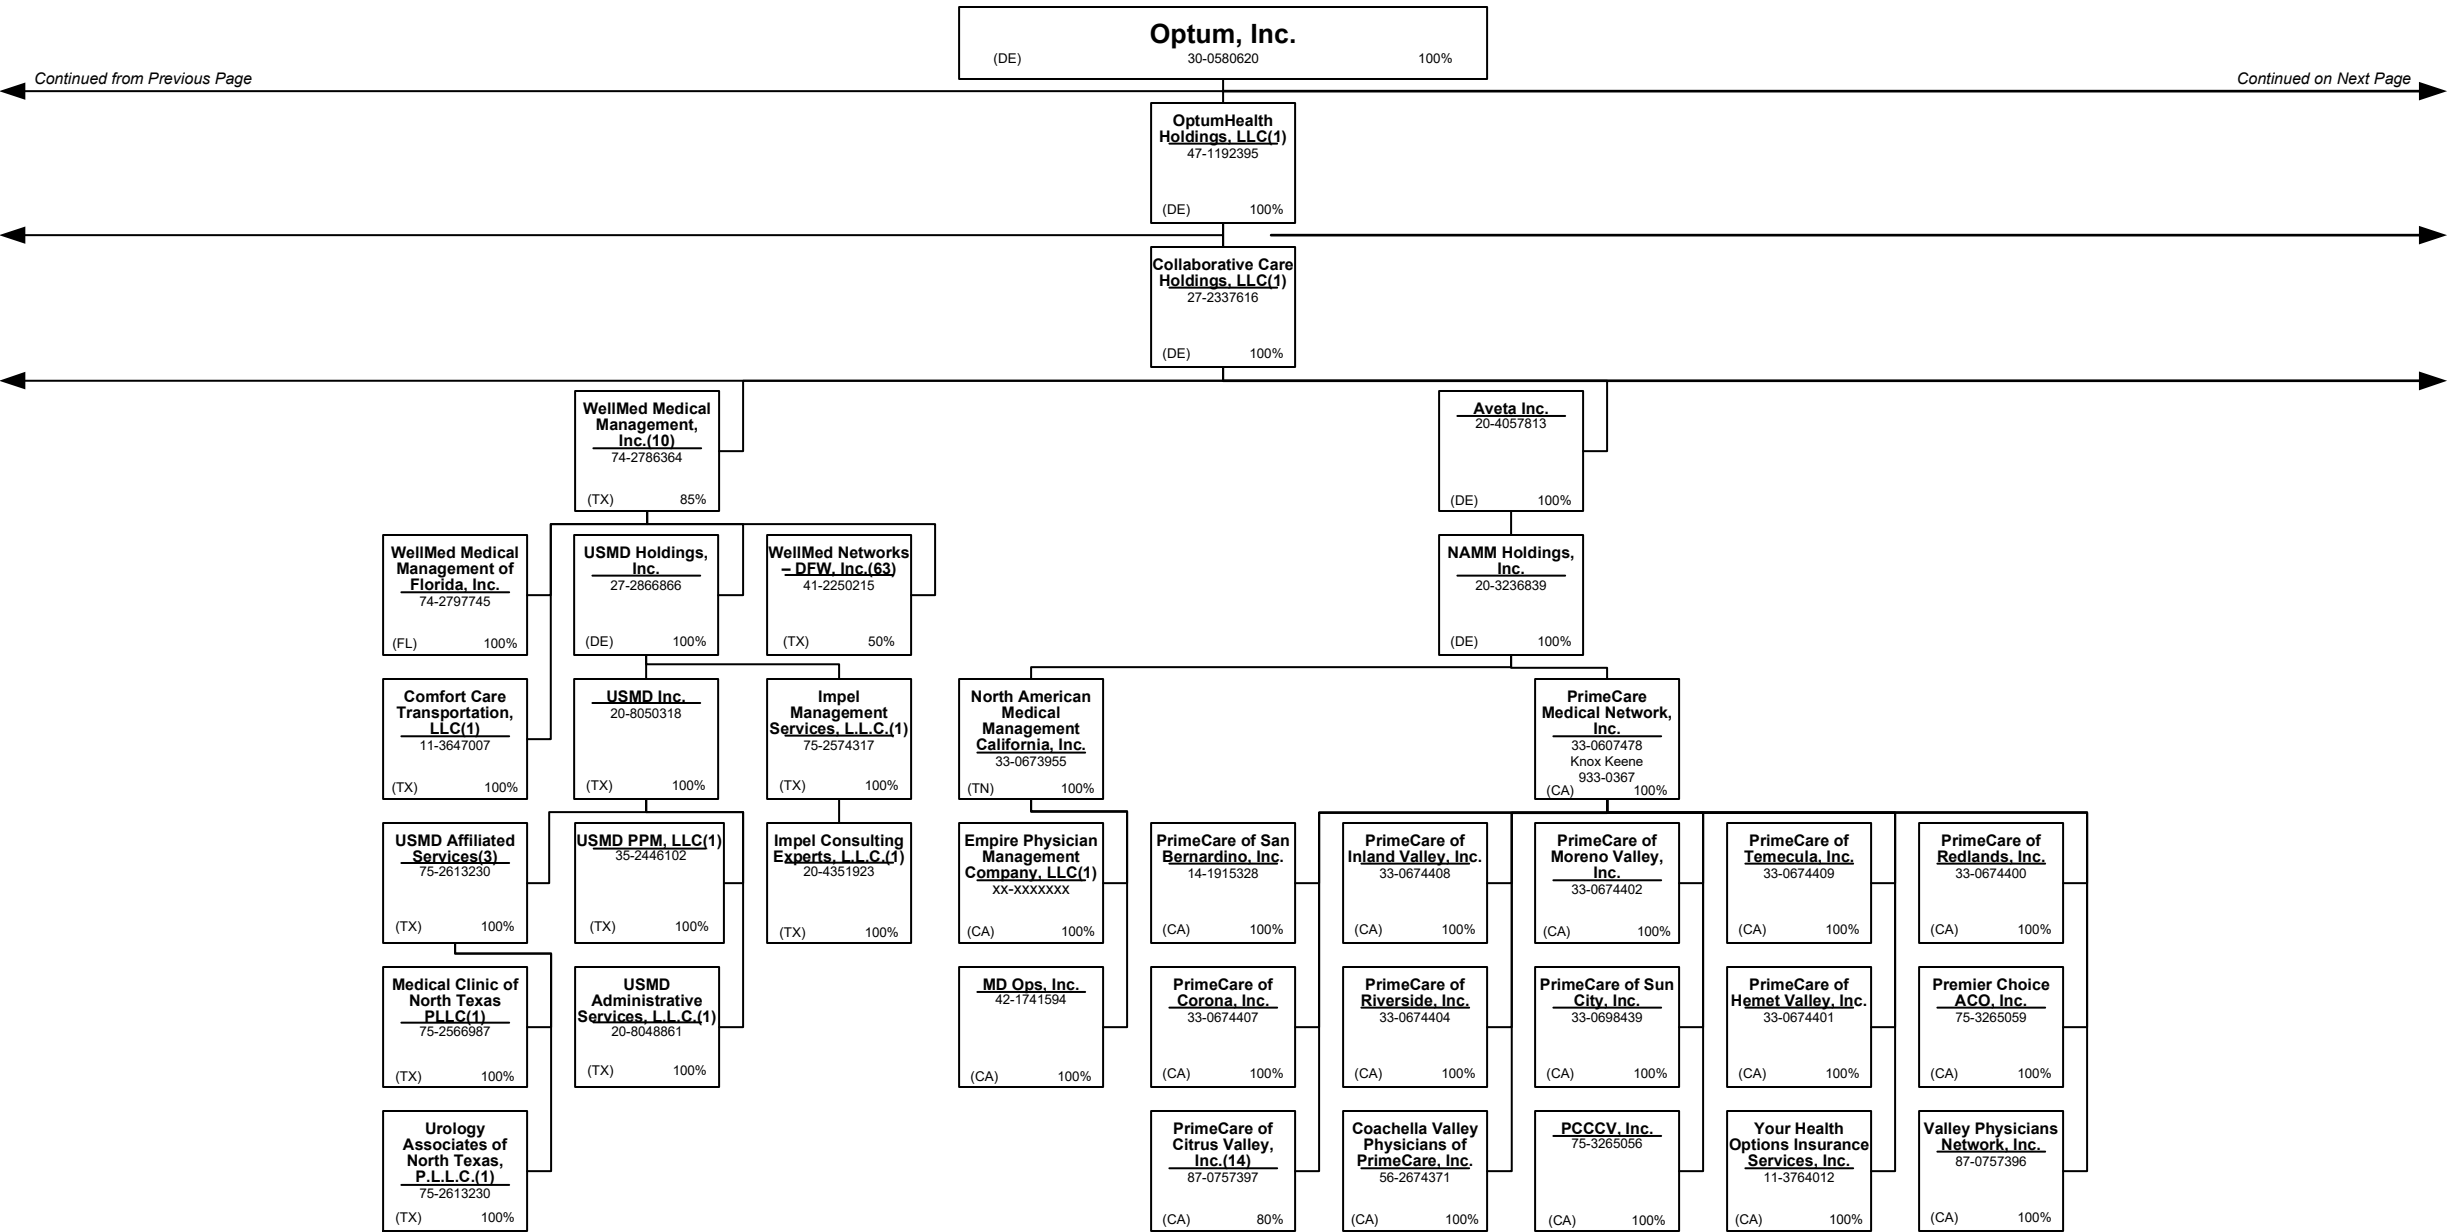 Optum, Inc.
(DE) 30-0580620 100%
Continued from Previous Page
Continued on Next Page
OptumHealth
Holdings, LLC(1)
47-1192395
(DE) 100%
Collaborative Care
Holdings, LLC(1)
27-2337616
(DE) 100%
WellMed Medical
Management,
Inc.(10)
74-2786364
(TX) 85%
Aveta Inc.
20-4057813
(DE) 100%
WellMed Medical
Management of
Florida, Inc.
74-2797745
(FL) 100%
USMD Holdings,
Inc.
27-2866866
(DE) 100%
WellMed Networks
– DFW, Inc.(63)
41-2250215
(TX) 50%
NAMM Holdings,
Inc.
20-3236839
(DE) 100%
Comfort Care
Transportation,
LLC(1)
11-3647007
(TX) 100%
USMD Inc.
20-8050318
(TX) 100%
Impel
Management
Services, L.L.C.(1)
75-2574317
(TX) 100%
North American
Medical
Management
California, Inc.
33-0673955
(TN) 100%
PrimeCare
Medical Network,
Inc.
33-0607478
Knox Keene
933-0367
(CA) 100%
USMD Affiliated
Services(3)
75-2613230
(TX) 100%
USMD PPM, LLC(1)
35-2446102
(TX) 100%
Impel Consulting
Experts, L.L.C.(1)
20-4351923
(TX) 100%
Empire Physician
Management
Company, LLC(1)
xx-xxxxxxx
(CA) 100%
PrimeCare of San
Bernardino, Inc.
14-1915328
(CA) 100%
PrimeCare of
Inland Valley, Inc.
33-0674408
(CA) 100%
PrimeCare of
Moreno Valley,
Inc.
33-0674402
(CA) 100%
PrimeCare of
Temecula, Inc.
33-0674409
(CA) 100%
PrimeCare of
Redlands, Inc.
33-0674400
(CA) 100%
Medical Clinic of
North Texas
PLLC(1)
75-2566987
(TX) 100%
USMD
Administrative
Services, L.L.C.(1)
20-8048861
(TX) 100%
MD Ops, Inc.
42-1741594
(CA) 100%
PrimeCare of
Corona, Inc.
33-0674407
(CA) 100%
PrimeCare of
Riverside, Inc.
33-0674404
(CA) 100%
PrimeCare of Sun
City, Inc.
33-0698439
(CA) 100%
PrimeCare of
Hemet Valley, Inc.
33-0674401
(CA) 100%
Premier Choice
ACO, Inc.
75-3265059
(CA) 100%
Urology
Associates of
North Texas,
P.L.L.C.(1)
75-2613230
(TX) 100%
PrimeCare of
Citrus Valley,
Inc.(14)
87-0757397
(CA) 80%
Coachella Valley
Physicians of
PrimeCare, Inc.
56-2674371
(CA) 100%
PCCCV, Inc.
75-3265056
(CA) 100%
Your Health
Options Insurance
Services, Inc.
11-3764012
(CA) 100%
Valley Physicians
Network, Inc.
87-0757396
(CA) 100%